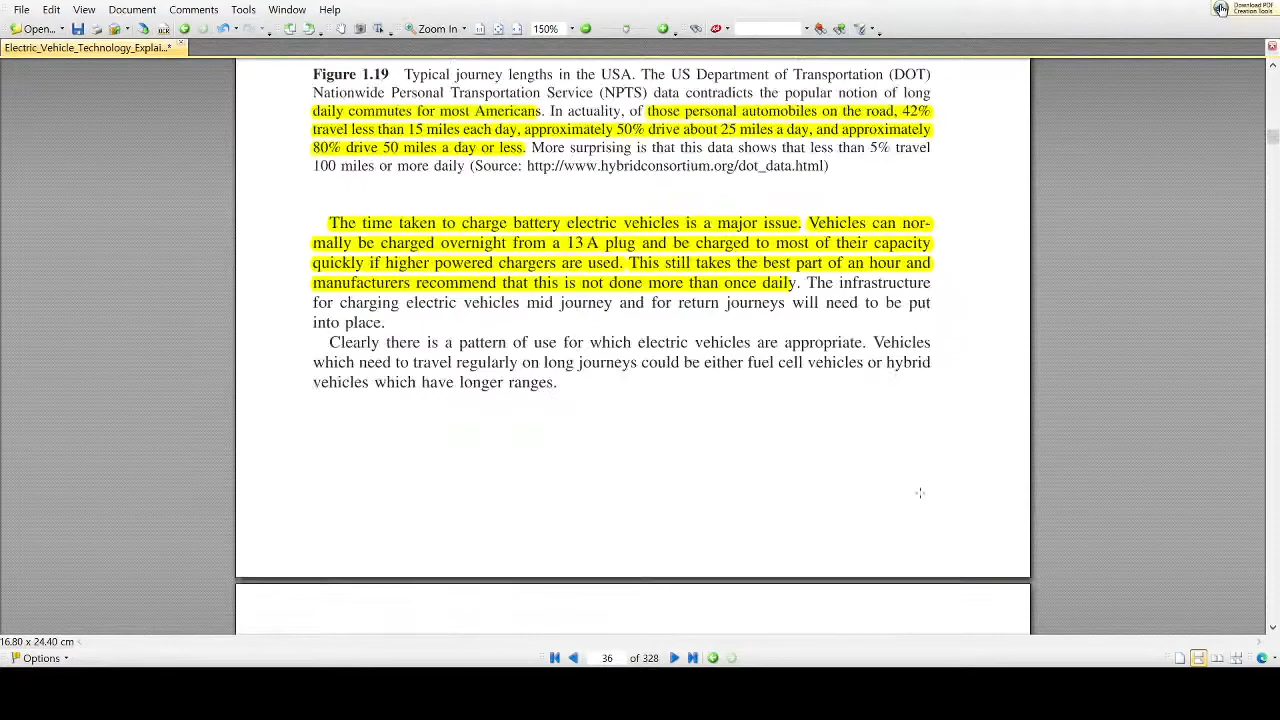 File Edit View Document Comments Tools Window Help
Download PDF
Creation Tools
Open... Zoom In 150%
Electric_Vehicle_Technology_Explai...*
Figure 1.19 Typical journey lengths in the USA. The US Department of Transportation (DOT)
Nationwide Personal Transportation Service (NPTS) data contradicts the popular notion of long
daily commutes for most Americans. In actuality, of those personal automobiles on the road, 42%
travel less than 15 miles each day, approximately 50% drive about 25 miles a day, and approximately
80% drive 50 miles a day or less. More surprising is that this data shows that less than 5% travel
100 miles or more daily (Source: http://www.hybridconsortium.org/dot_data.html)
The time taken to charge battery electric vehicles is a major issue. Vehicles can nor-
mally be charged overnight from a 13 A plug and be charged to most of their capacity
quickly if higher powered chargers are used. This still takes the best part of an hour and
manufacturers recommend that this is not done more than once daily. The infrastructure
for charging electric vehicles mid journey and for return journeys will need to be put
into place.
Clearly there is a pattern of use for which electric vehicles are appropriate. Vehicles
which need to travel regularly on long journeys could be either fuel cell vehicles or hybrid
vehicles which have longer ranges.
16.80 x 24.40 cm
Options 36 of 328